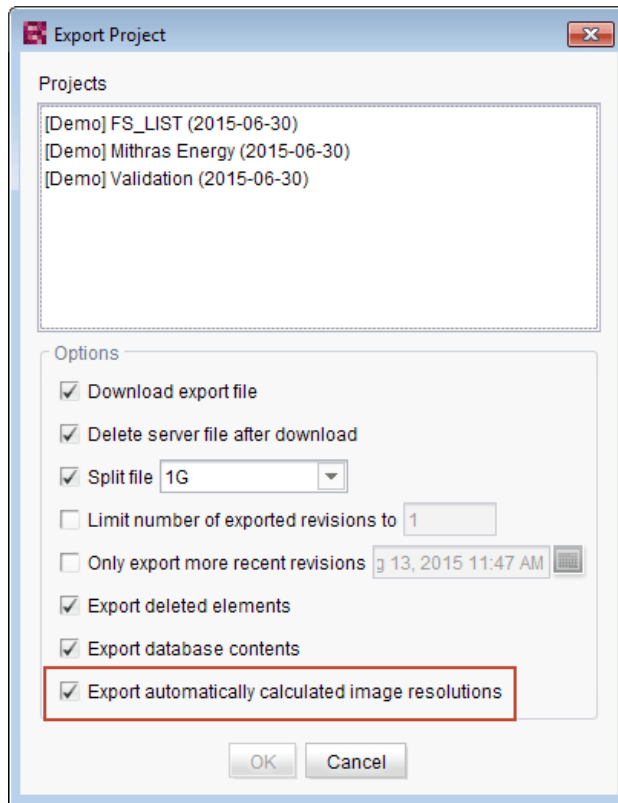 Export Project
Projects
[Demo] FS_LIST (2015-06-30)
[Demo] Mithras Energy (2015-06-30)
[Demo] Validation (2015-06-30)
Options
Download export file
Delete server file after download
Split file 1G
Limit number of exported revisions to 1
Only export more recent revisions g 13, 2015 11:47 AM
Export deleted elements
Export database contents
Export automatically calculated image resolutions
OK Cancel